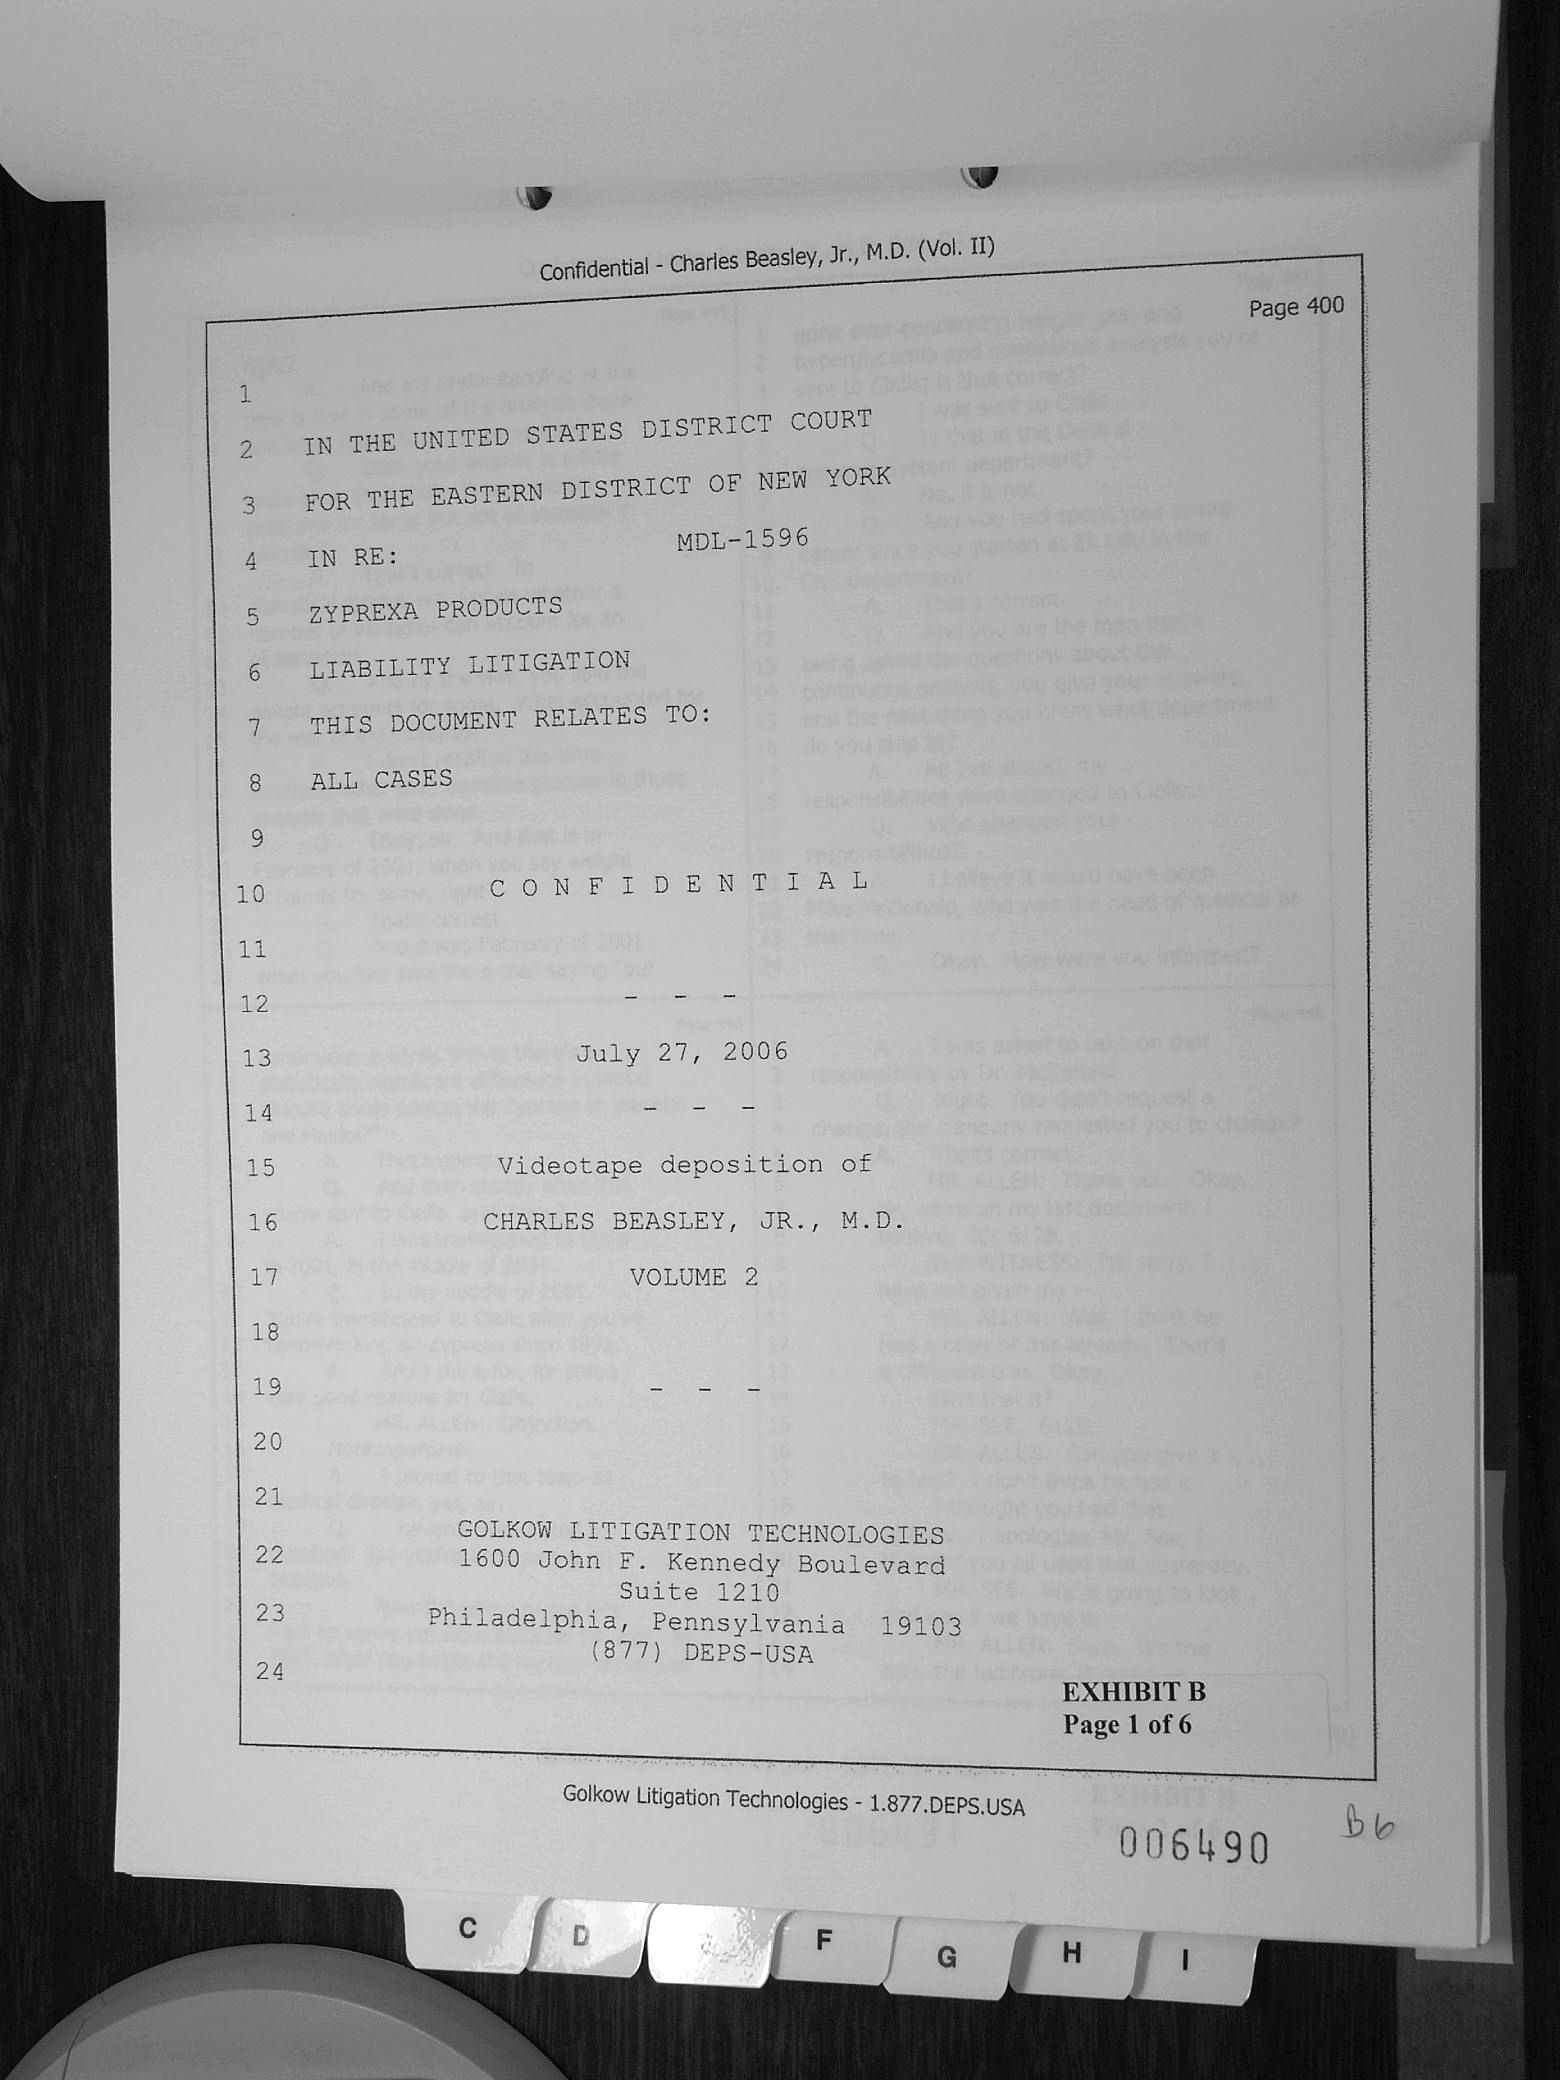 Confidential - Charles Beasley, Jr., M.D. (Vol. II)
Page 400
1
2 IN THE UNITED STATES DISTRICT COURT
3 FOR THE EASTERN DISTRICT OF NEW YORK
4 IN RE: MDL-1596
5 ZYPREXA PRODUCTS
6 LIABILITY LITIGATION
7 THIS DOCUMENT RELATES TO:
8 ALL CASES
9
10 C O N F I D E N T I A L
11
12 - - -
13 July 27, 2006
14 - - -
15 Videotape deposition of
16 CHARLES BEASLEY, JR., M.D.
17 VOLUME 2
18
19 - - -
20
21
GOLKOW LITIGATION TECHNOLOGIES
22 1600 John F. Kennedy Boulevard
Suite 1210
23 Philadelphia, Pennsylvania 19103
(877) DEPS-USA
24
EXHIBIT B
Page 1 of 6
Golkow Litigation Technologies - 1.877.DEPS.USA
006490
B6
C D F G H I